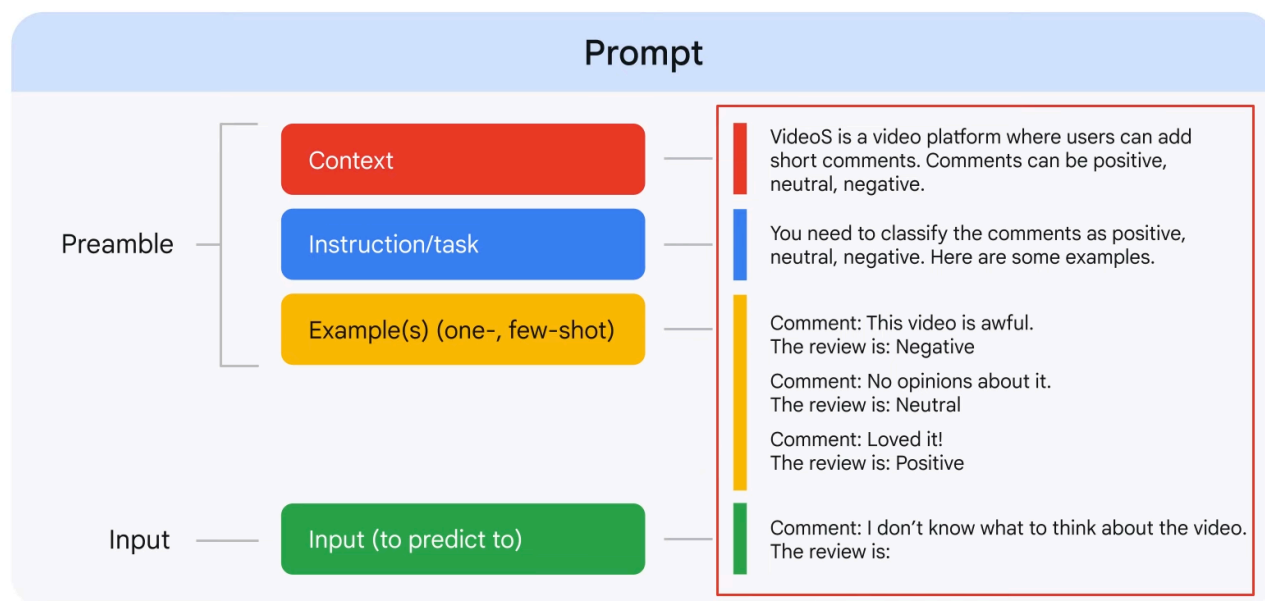 Prompt
Preamble
Context
VideoS is a video platform where users can add
short comments. Comments can be positive,
neutral, negative.
Instruction/task
You need to classify the comments as positive,
neutral, negative. Here are some examples.
Example(s) (one-, few-shot)
Comment: This video is awful.
The review is: Negative
Comment: No opinions about it.
The review is: Neutral
Comment: Loved it!
The review is: Positive
Input
Input (to predict to)
Comment: I don’t know what to think about the video.
The review is: